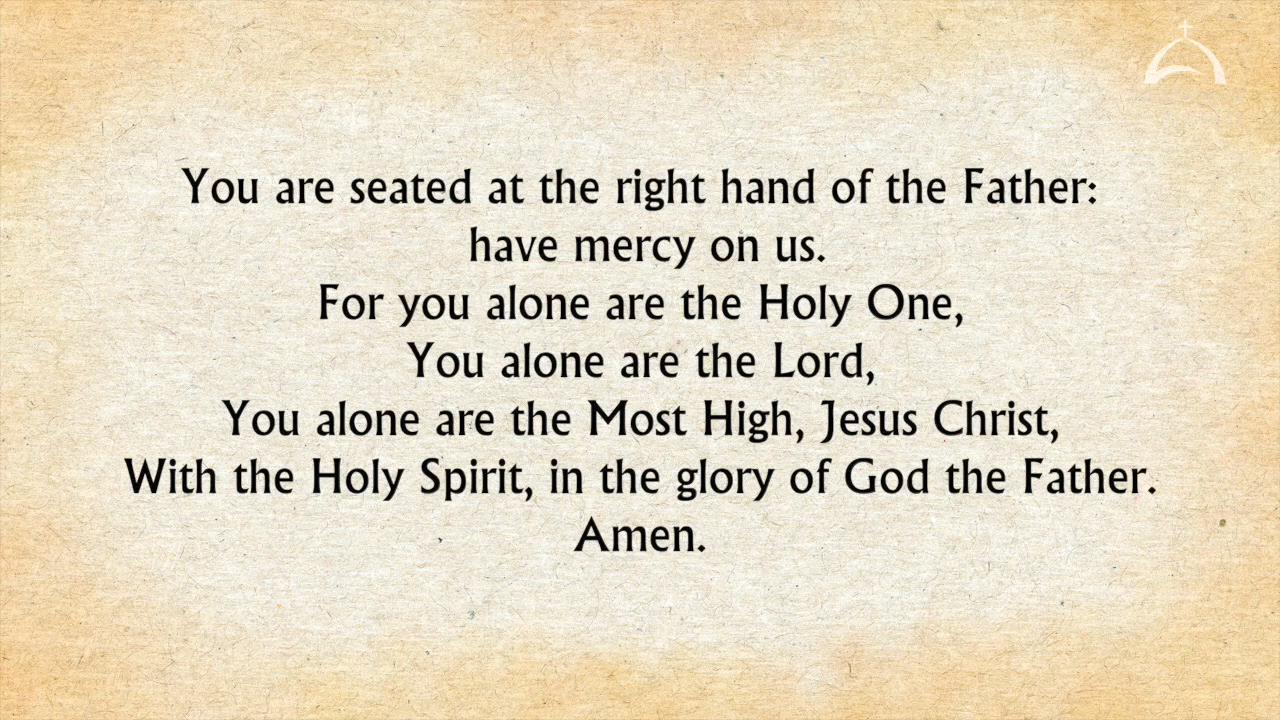 You are seated at the right hand of the Father:
have mercy on us.
For you alone are the Holy One,
You alone are the Lord,
You alone are the Most High, Jesus Christ,
With the Holy Spirit, in the glory of God the Father.
Amen.